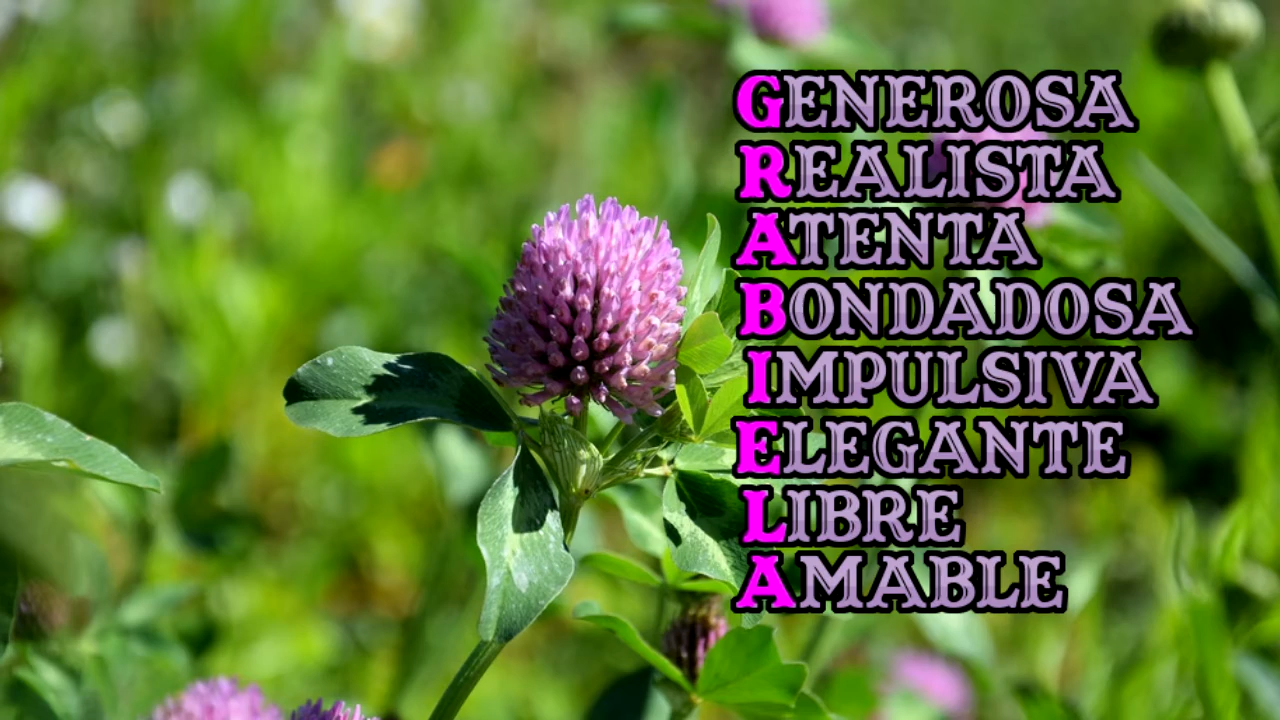 GENEROSA
REALISTA
ATENTA
BONDADOSA
IMPULSIVA
ELEGANTE
LIBRE
AMABLE